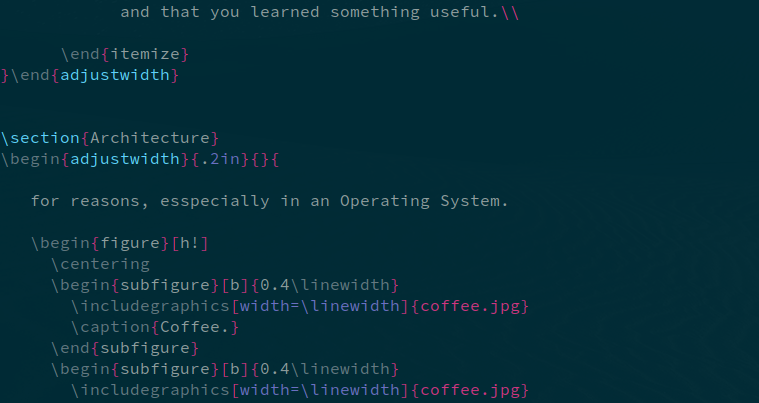 and that you learned something useful.\\
\end{itemize}
}\end{adjustwidth}
\section{Architecture}
\begin{adjustwidth}{.2in}{}{
for reasons, esspecially in an Operating System.
\begin{figure}[h!]
\centering
\begin{subfigure}[b]{0.4\linewidth}
\includegraphics[width=\linewidth]{coffee.jpg}
\caption{Coffee.}
\end{subfigure}
\begin{subfigure}[b]{0.4\linewidth}
\includegraphics[width=\linewidth]{coffee.jpg}